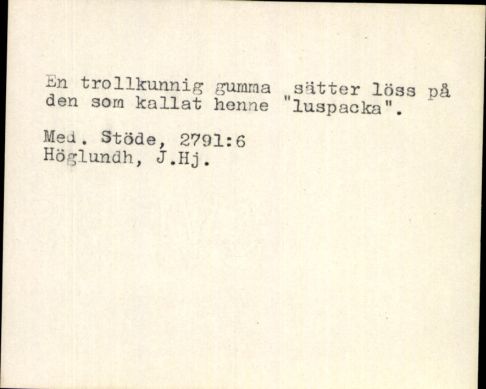 En trollkunnig gumma sätter löss på
den som kallat henne "luspacka".
Med. Stöde, 2791:6
Höglundh, J.Hj.